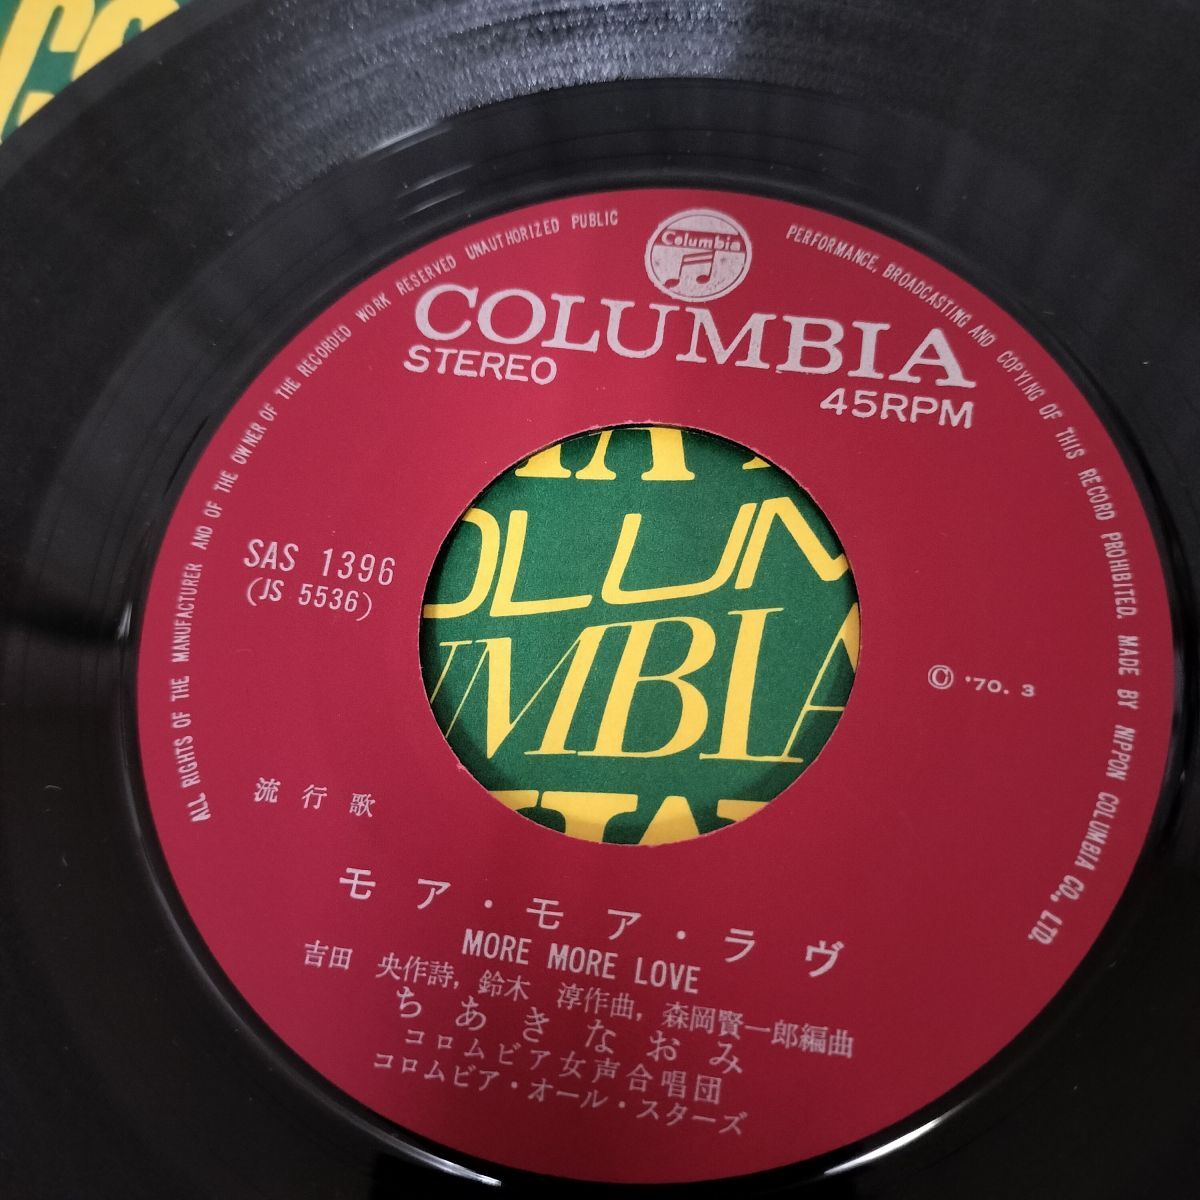 Columbia
COLUMBIA
STEREO
45RPM
SAS 1396
(JS 5536)
© '70. 3
流行歌
モア・モア・ラヴ
MORE MORE LOVE
吉田 央作詩, 鈴木 淳作曲, 森岡賢一郎編曲
ちあきなおみ
コロムビア女声合唱団
コロムビア・オール・スターズ
ALL RIGHTS OF THE MANUFACTURER AND OF THE OWNER OF THE RECORDED WORK RESERVED UNAUTHORIZED PUBLIC PERFORMANCE, BROADCASTING AND COPYING OF THIS RECORD PROHIBITED. MADE BY NIPPON COLUMBIA CO., LTD.
OLUM
UMBIA